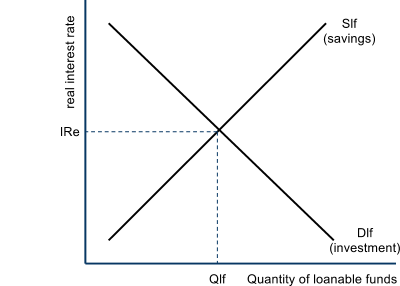 real interest rate
Slf
(savings)
IRe
Dlf
(investment)
Qlf
Quantity of loanable funds